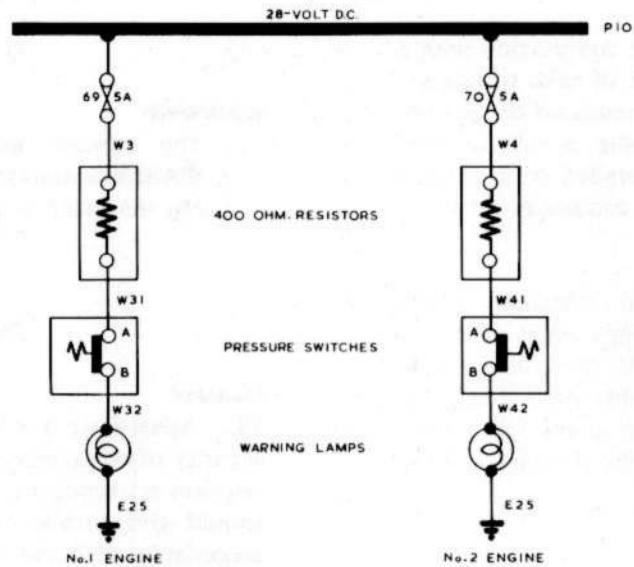 28-VOLT D.C.
PIO
69 5A
70 5A
W3
W4
400 OHM. RESISTORS
W31
W41
A
A
PRESSURE SWITCHES
B
B
W32
W42
WARNING LAMPS
E25
E25
No.1 ENGINE
No.2 ENGINE